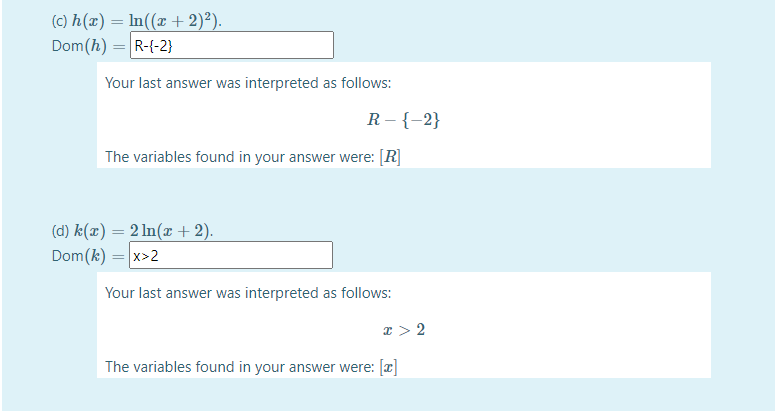 (c) h(x) = ln((x + 2)²).
Dom(h) = R-{-2}
Your last answer was interpreted as follows:
R − {−2}
The variables found in your answer were: [R]
(d) k(x) = 2 ln(x + 2).
Dom(k) = x>2
Your last answer was interpreted as follows:
x > 2
The variables found in your answer were: [x]